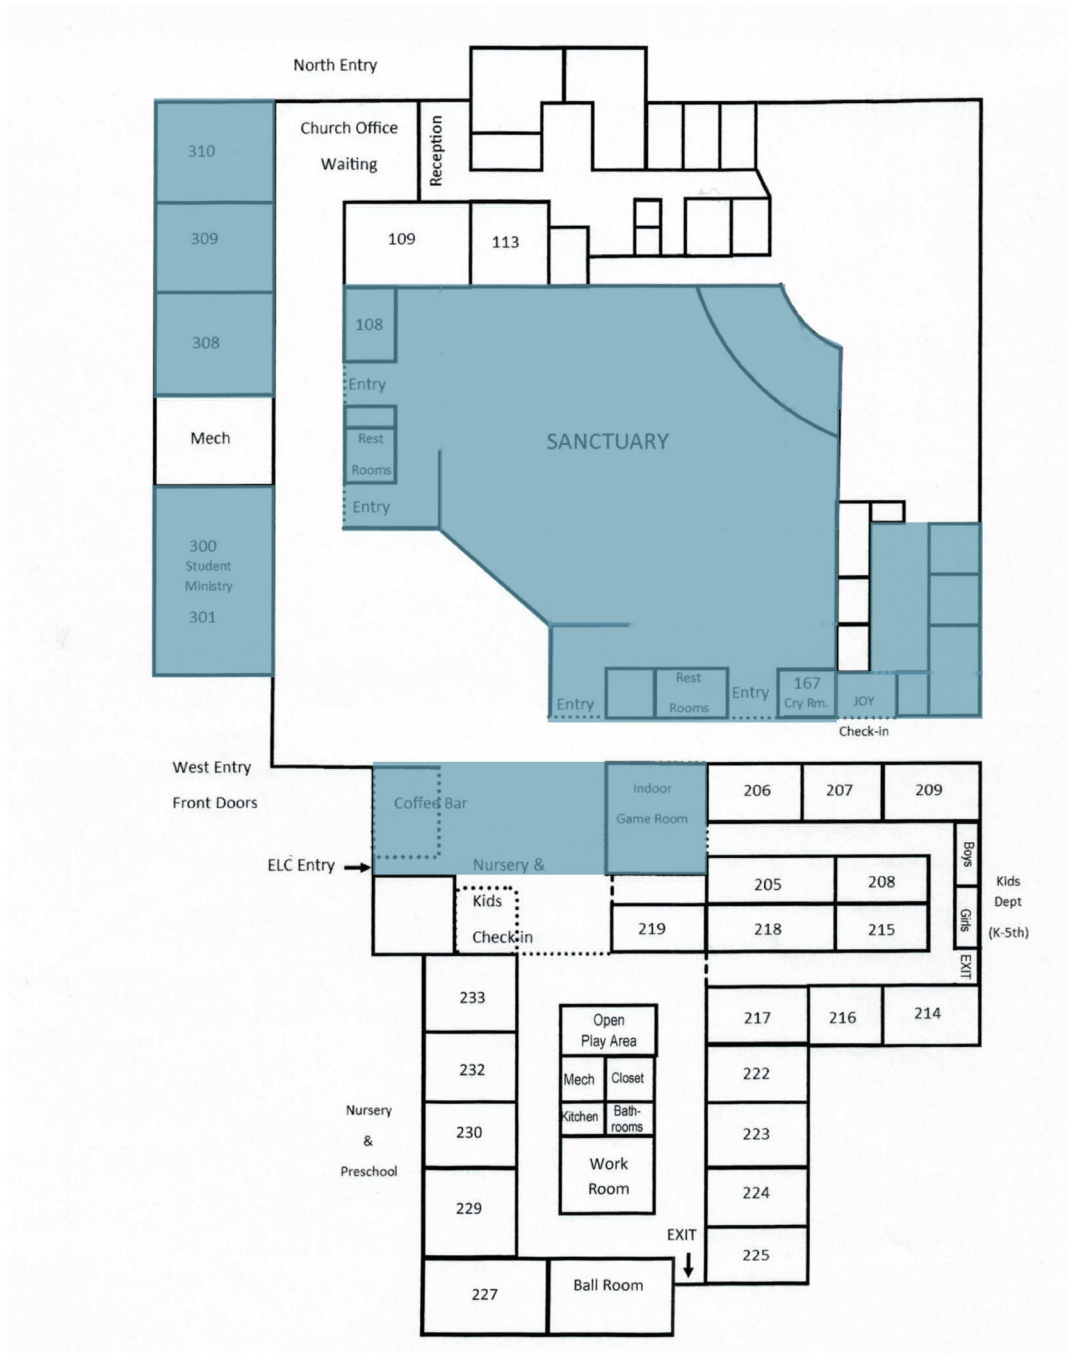 North Entry
Church Office
Waiting
Reception
310
309
109
113
108
308
Entry
Mech
Rest
Rooms
SANCTUARY
Entry
300
Student
Ministry
301
Rest
Rooms
Entry
Entry
167
Cry Rm.
JOY
Check-in
West Entry
Front Doors
Coffee Bar
Indoor
Game Room
206
207
209
ELC Entry
Nursery &
Kids
Check in
205
208
Boys
Girls
EXIT
Kids
Dept
(K-5th)
219
218
215
233
Open
Play Area
217
216
214
232
Mech
Closet
222
Nursery
&
Preschool
230
Kitchen
Bath-
rooms
223
229
Work
Room
224
EXIT
225
227
Ball Room